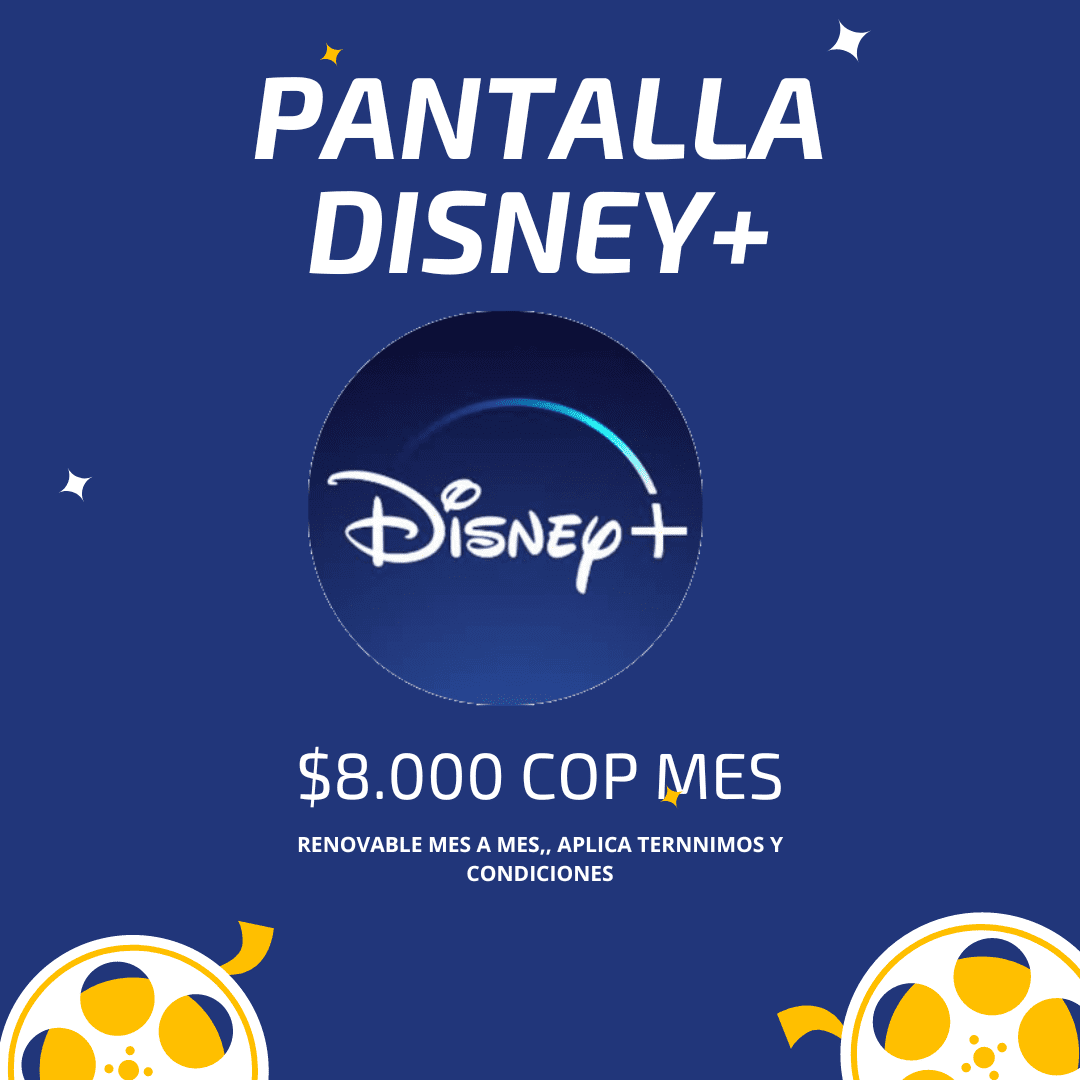 PANTALLA
DISNEY+
Disney+
$8.000 COP MES
RENOVABLE MES A MES,, APLICA TERNNIMOS Y
CONDICIONES